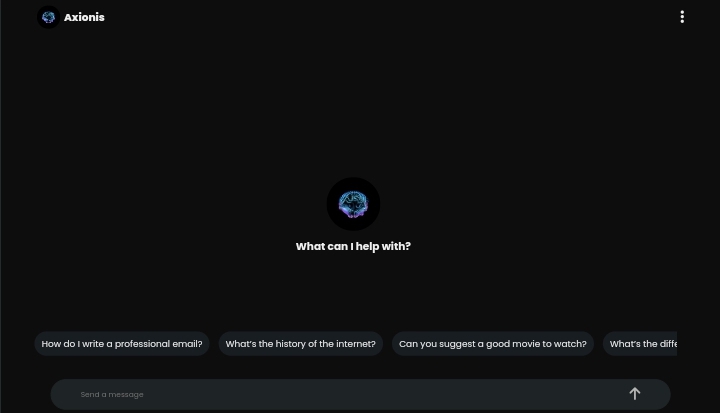 Axionis
What can I help with?
How do I write a professional email?
What's the history of the internet?
Can you suggest a good movie to watch?
What's the diffe
Send a message